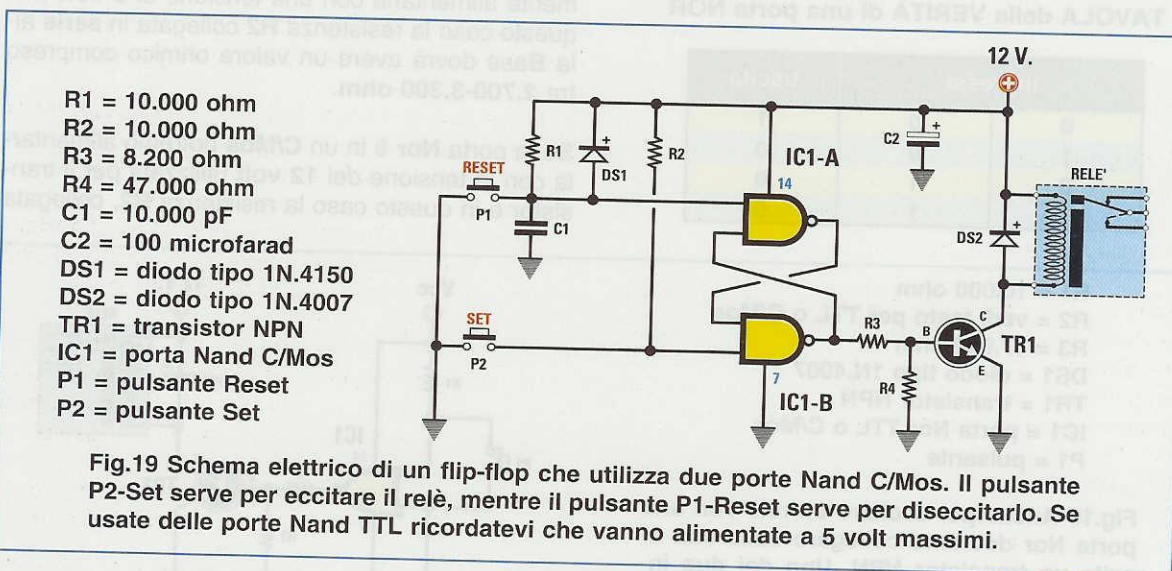 R1 = 10.000 ohm
R2 = 10.000 ohm
R3 = 8.200 ohm
R4 = 47.000 ohm
C1 = 10.000 pF
C2 = 100 microfarad
DS1 = diodo tipo 1N.4150
DS2 = diodo tipo 1N.4007
TR1 = transistor NPN
IC1 = porta Nand C/Mos
P1 = pulsante Reset
P2 = pulsante Set
12 V.
R1
DS1
R2
IC1-A
C2
+
RELE'
RESET
P1
C1
14
DS2
SET
P2
7
IC1-B
R3
R4
B
C
E
TR1
Fig.19 Schema elettrico di un flip-flop che utilizza due porte Nand C/Mos. Il pulsante
P2-Set serve per eccitare il relè, mentre il pulsante P1-Reset serve per diseccitarlo. Se
usate delle porte Nand TTL ricordatevi che vanno alimentate a 5 volt massimi.